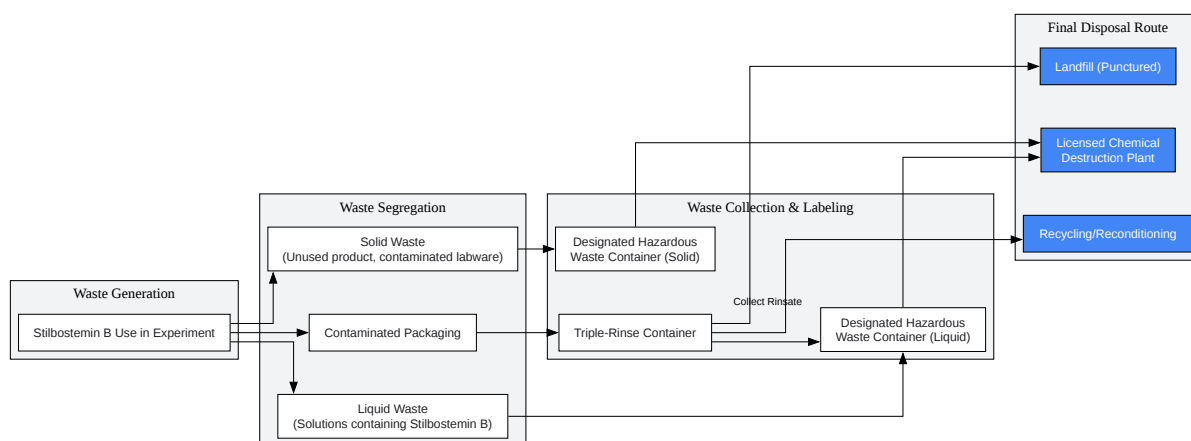 Final Disposal Route
Landfill (Punctured)
Licensed Chemical
Destruction Plant
Recycling/Reconditioning
Waste Segregation
Solid Waste
(Unused product, contaminated labware)
Contaminated Packaging
Liquid Waste
(Solutions containing Stilbostemin B)
Waste Collection & Labeling
Designated Hazardous
Waste Container (Solid)
Collect Rinsate
Triple-Rinse Container
Designated Hazardous
Waste Container (Liquid)
Waste Generation
Stilbostemin B Use in Experiment